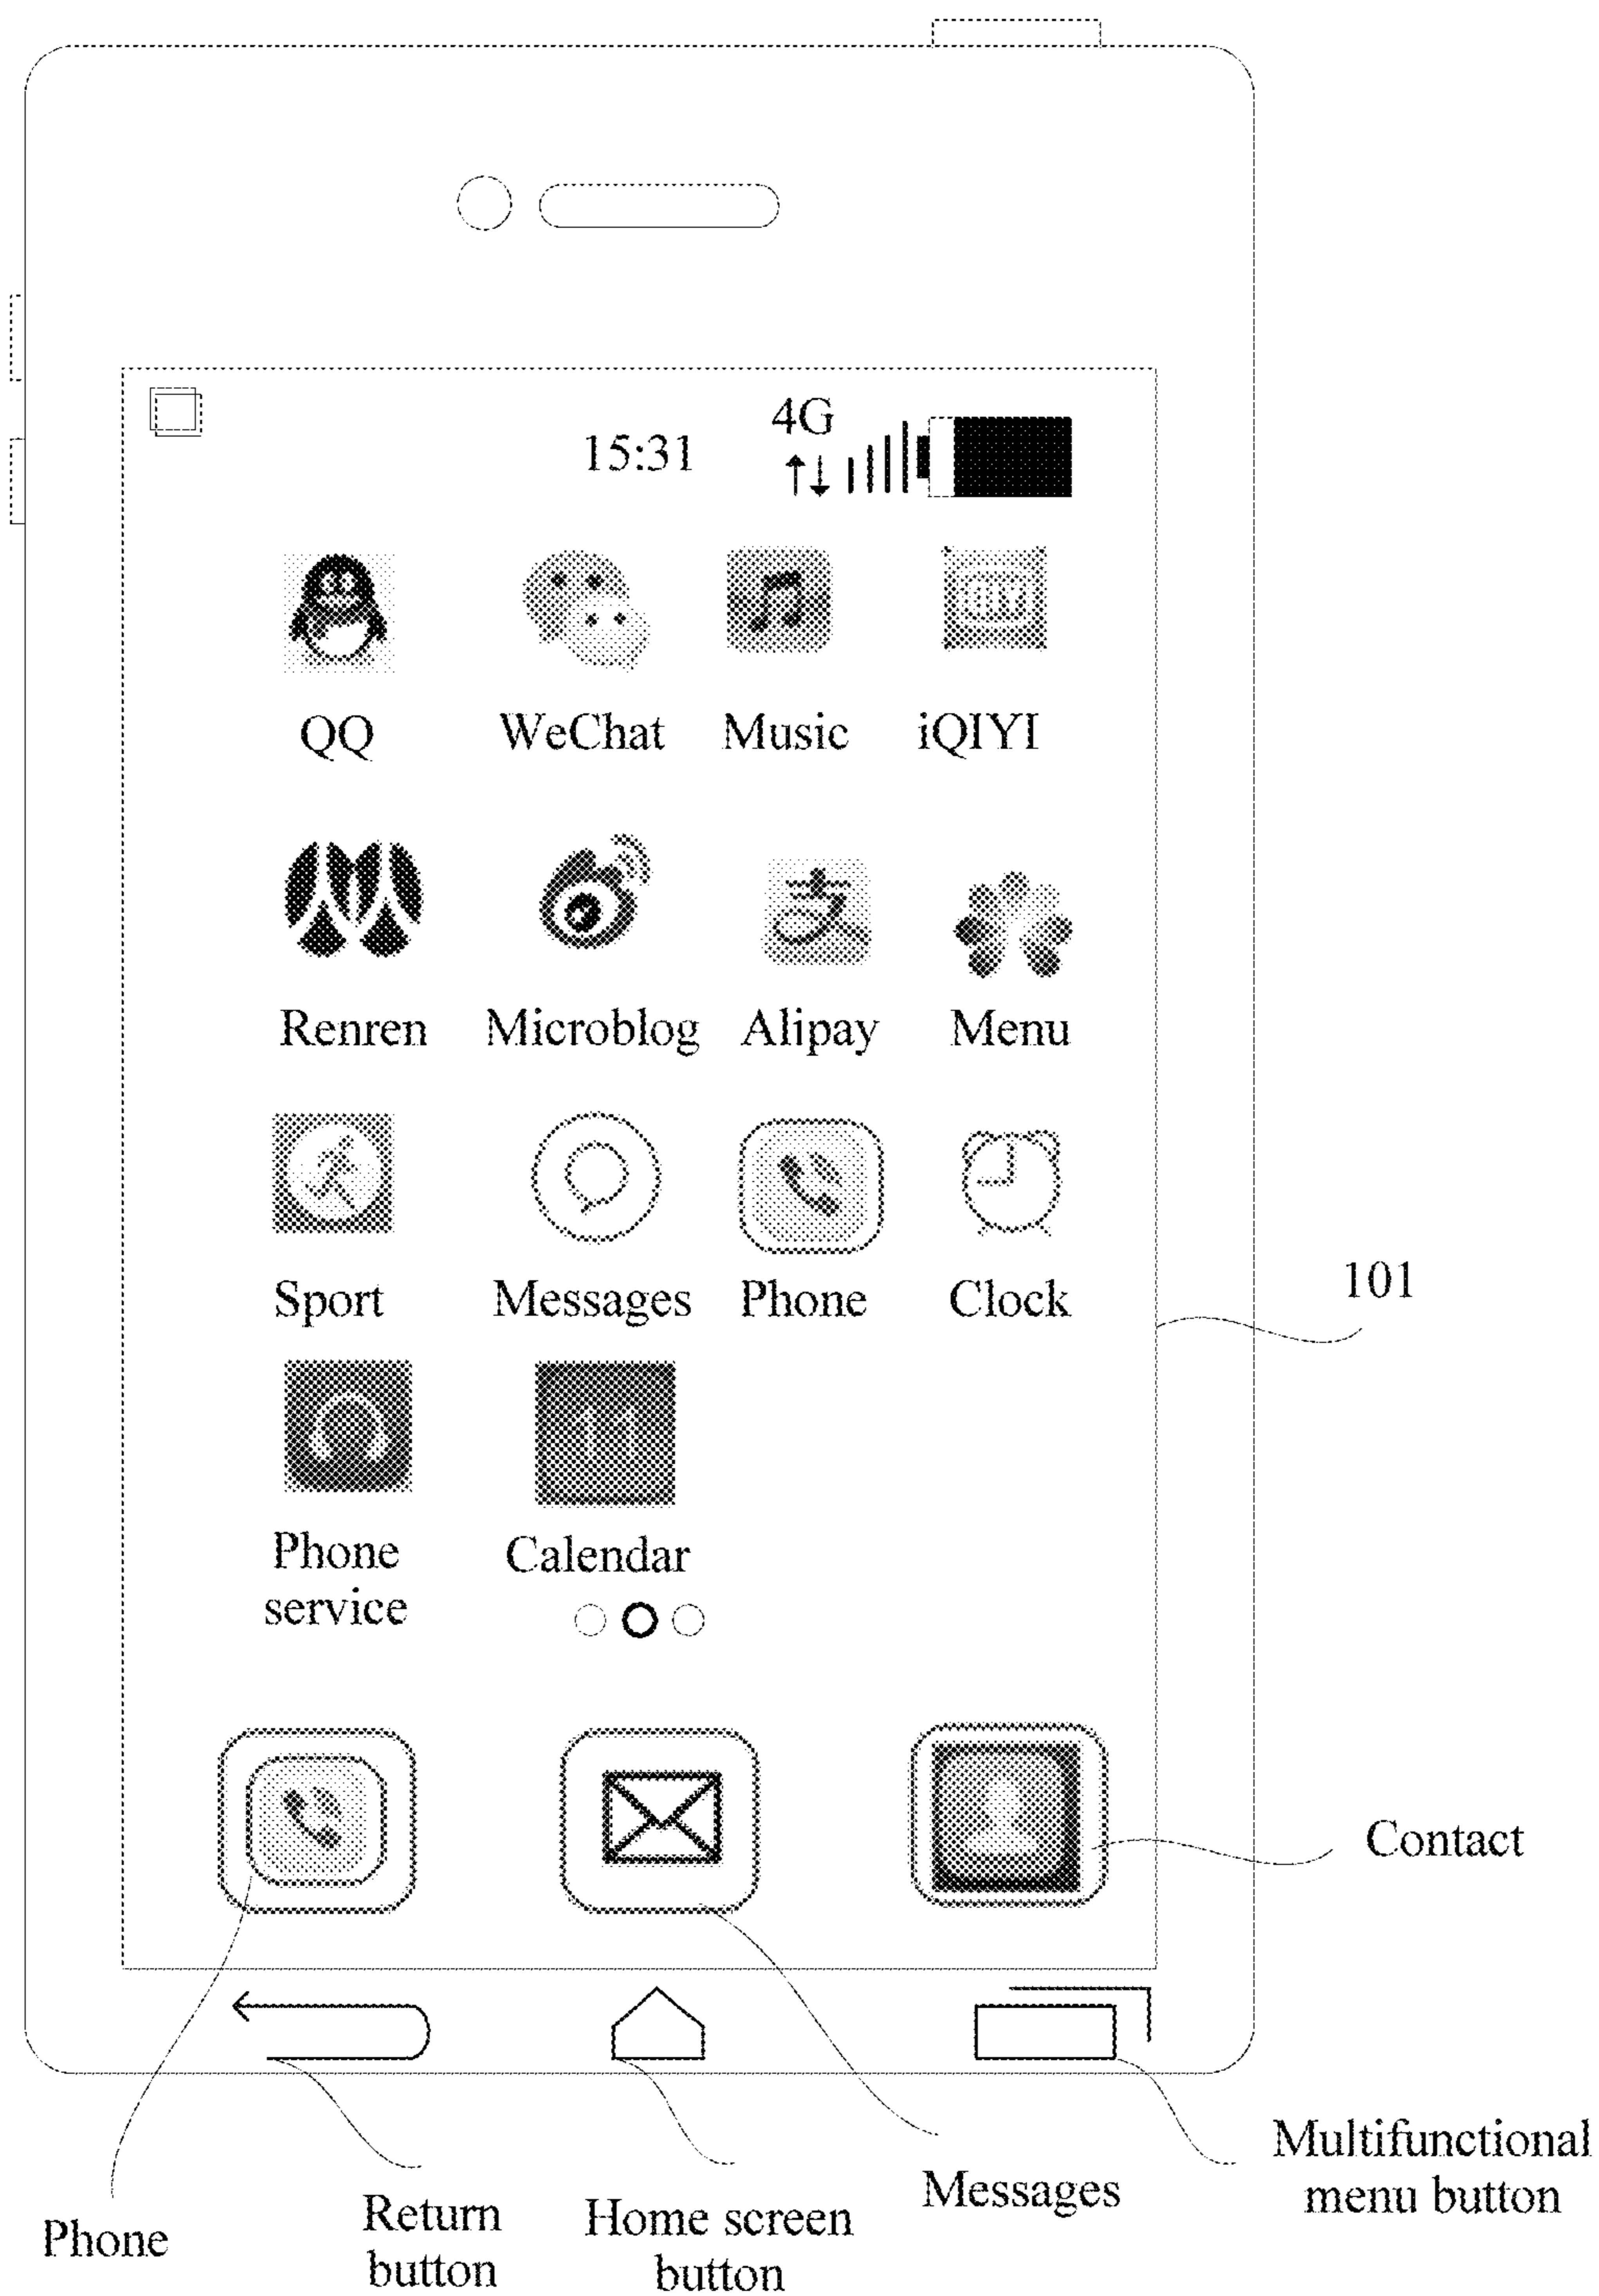 4G
15:31
QQ WeChat Music iQIYI
Renren Microblog Alipay Menu
Sport Messages Phone Clock
101
Phone Calendar
service
Contact
Multifunctional
menu button
Messages
Return
button
Home screen
button
Phone